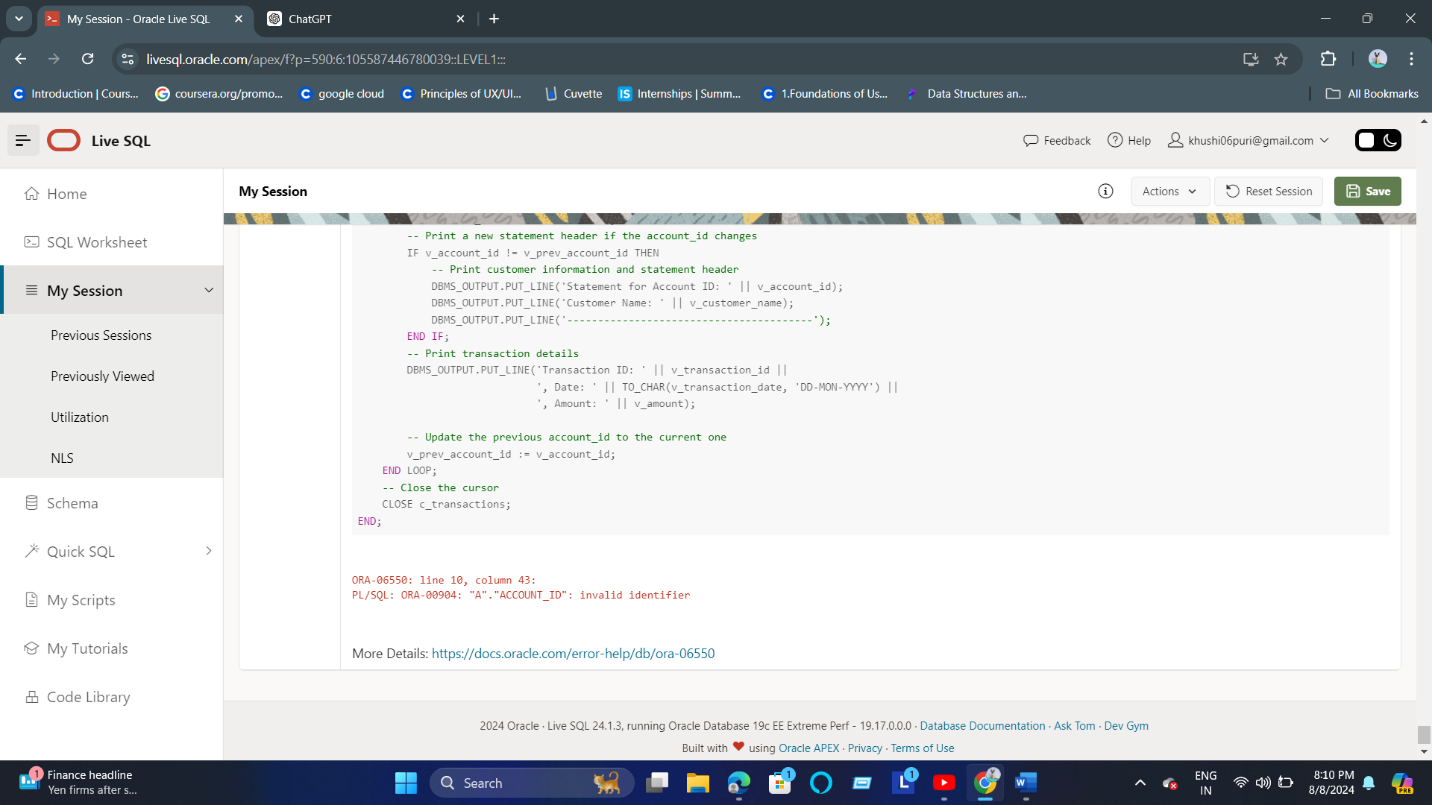 My Session - Oracle Live SQL
ChatGPT
livesql.oracle.com/apex/f?p=590:6:105587446780039::LEVEL1:::
Introduction | Cours...
coursera.org/promo...
google cloud
Principles of UX/UI...
Cuvette
Internships | Summ...
1.Foundations of Us...
Data Structures an...
All Bookmarks
Live SQL
Feedback
Help
khushi06puri@gmail.com
Home
SQL Worksheet
My Session
Previous Sessions
Previously Viewed
Utilization
NLS
Schema
Quick SQL
My Scripts
My Tutorials
Code Library
My Session
Actions
Reset Session
Save
-- Print a new statement header if the account_id changes
IF v_account_id != v_prev_account_id THEN
-- Print customer information and statement header
DBMS_OUTPUT.PUT_LINE('Statement for Account ID: ' || v_account_id);
DBMS_OUTPUT.PUT_LINE('Customer Name: ' || v_customer_name);
DBMS_OUTPUT.PUT_LINE('----------------------------------------');
END IF;
-- Print transaction details
DBMS_OUTPUT.PUT_LINE('Transaction ID: ' || v_transaction_id ||
', Date: ' || TO_CHAR(v_transaction_date, 'DD-MON-YYYY') ||
', Amount: ' || v_amount);
-- Update the previous account_id to the current one
v_prev_account_id := v_account_id;
END LOOP;
-- Close the cursor
CLOSE c_transactions;
END;
ORA-06550: line 10, column 43:
PL/SQL: ORA-00904: "A"."ACCOUNT_ID": invalid identifier
More Details: https://docs.oracle.com/error-help/db/ora-06550
2024 Oracle · Live SQL 24.1.3, running Oracle Database 19c EE Extreme Perf - 19.17.0.0.0 · Database Documentation · Ask Tom · Dev Gym
Built with ❤ using Oracle APEX · Privacy · Terms of Use
1
Finance headline
Yen firms after s...
Search
1
1
ENG
IN
8:10 PM
8/8/2024
PRE